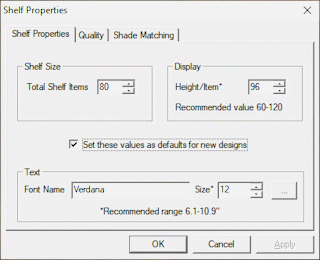 Shelf Properties
Shelf Properties Quality Shade Matching
Shelf Size
Total Shelf Items 80
Display
Height/Item* 96
Recommended value 60-120
Set these values as defaults for new designs
Text
Font Name Verdana Size* 12 ...
"Recommended range 6.1-10.9"
OK Cancel Apply